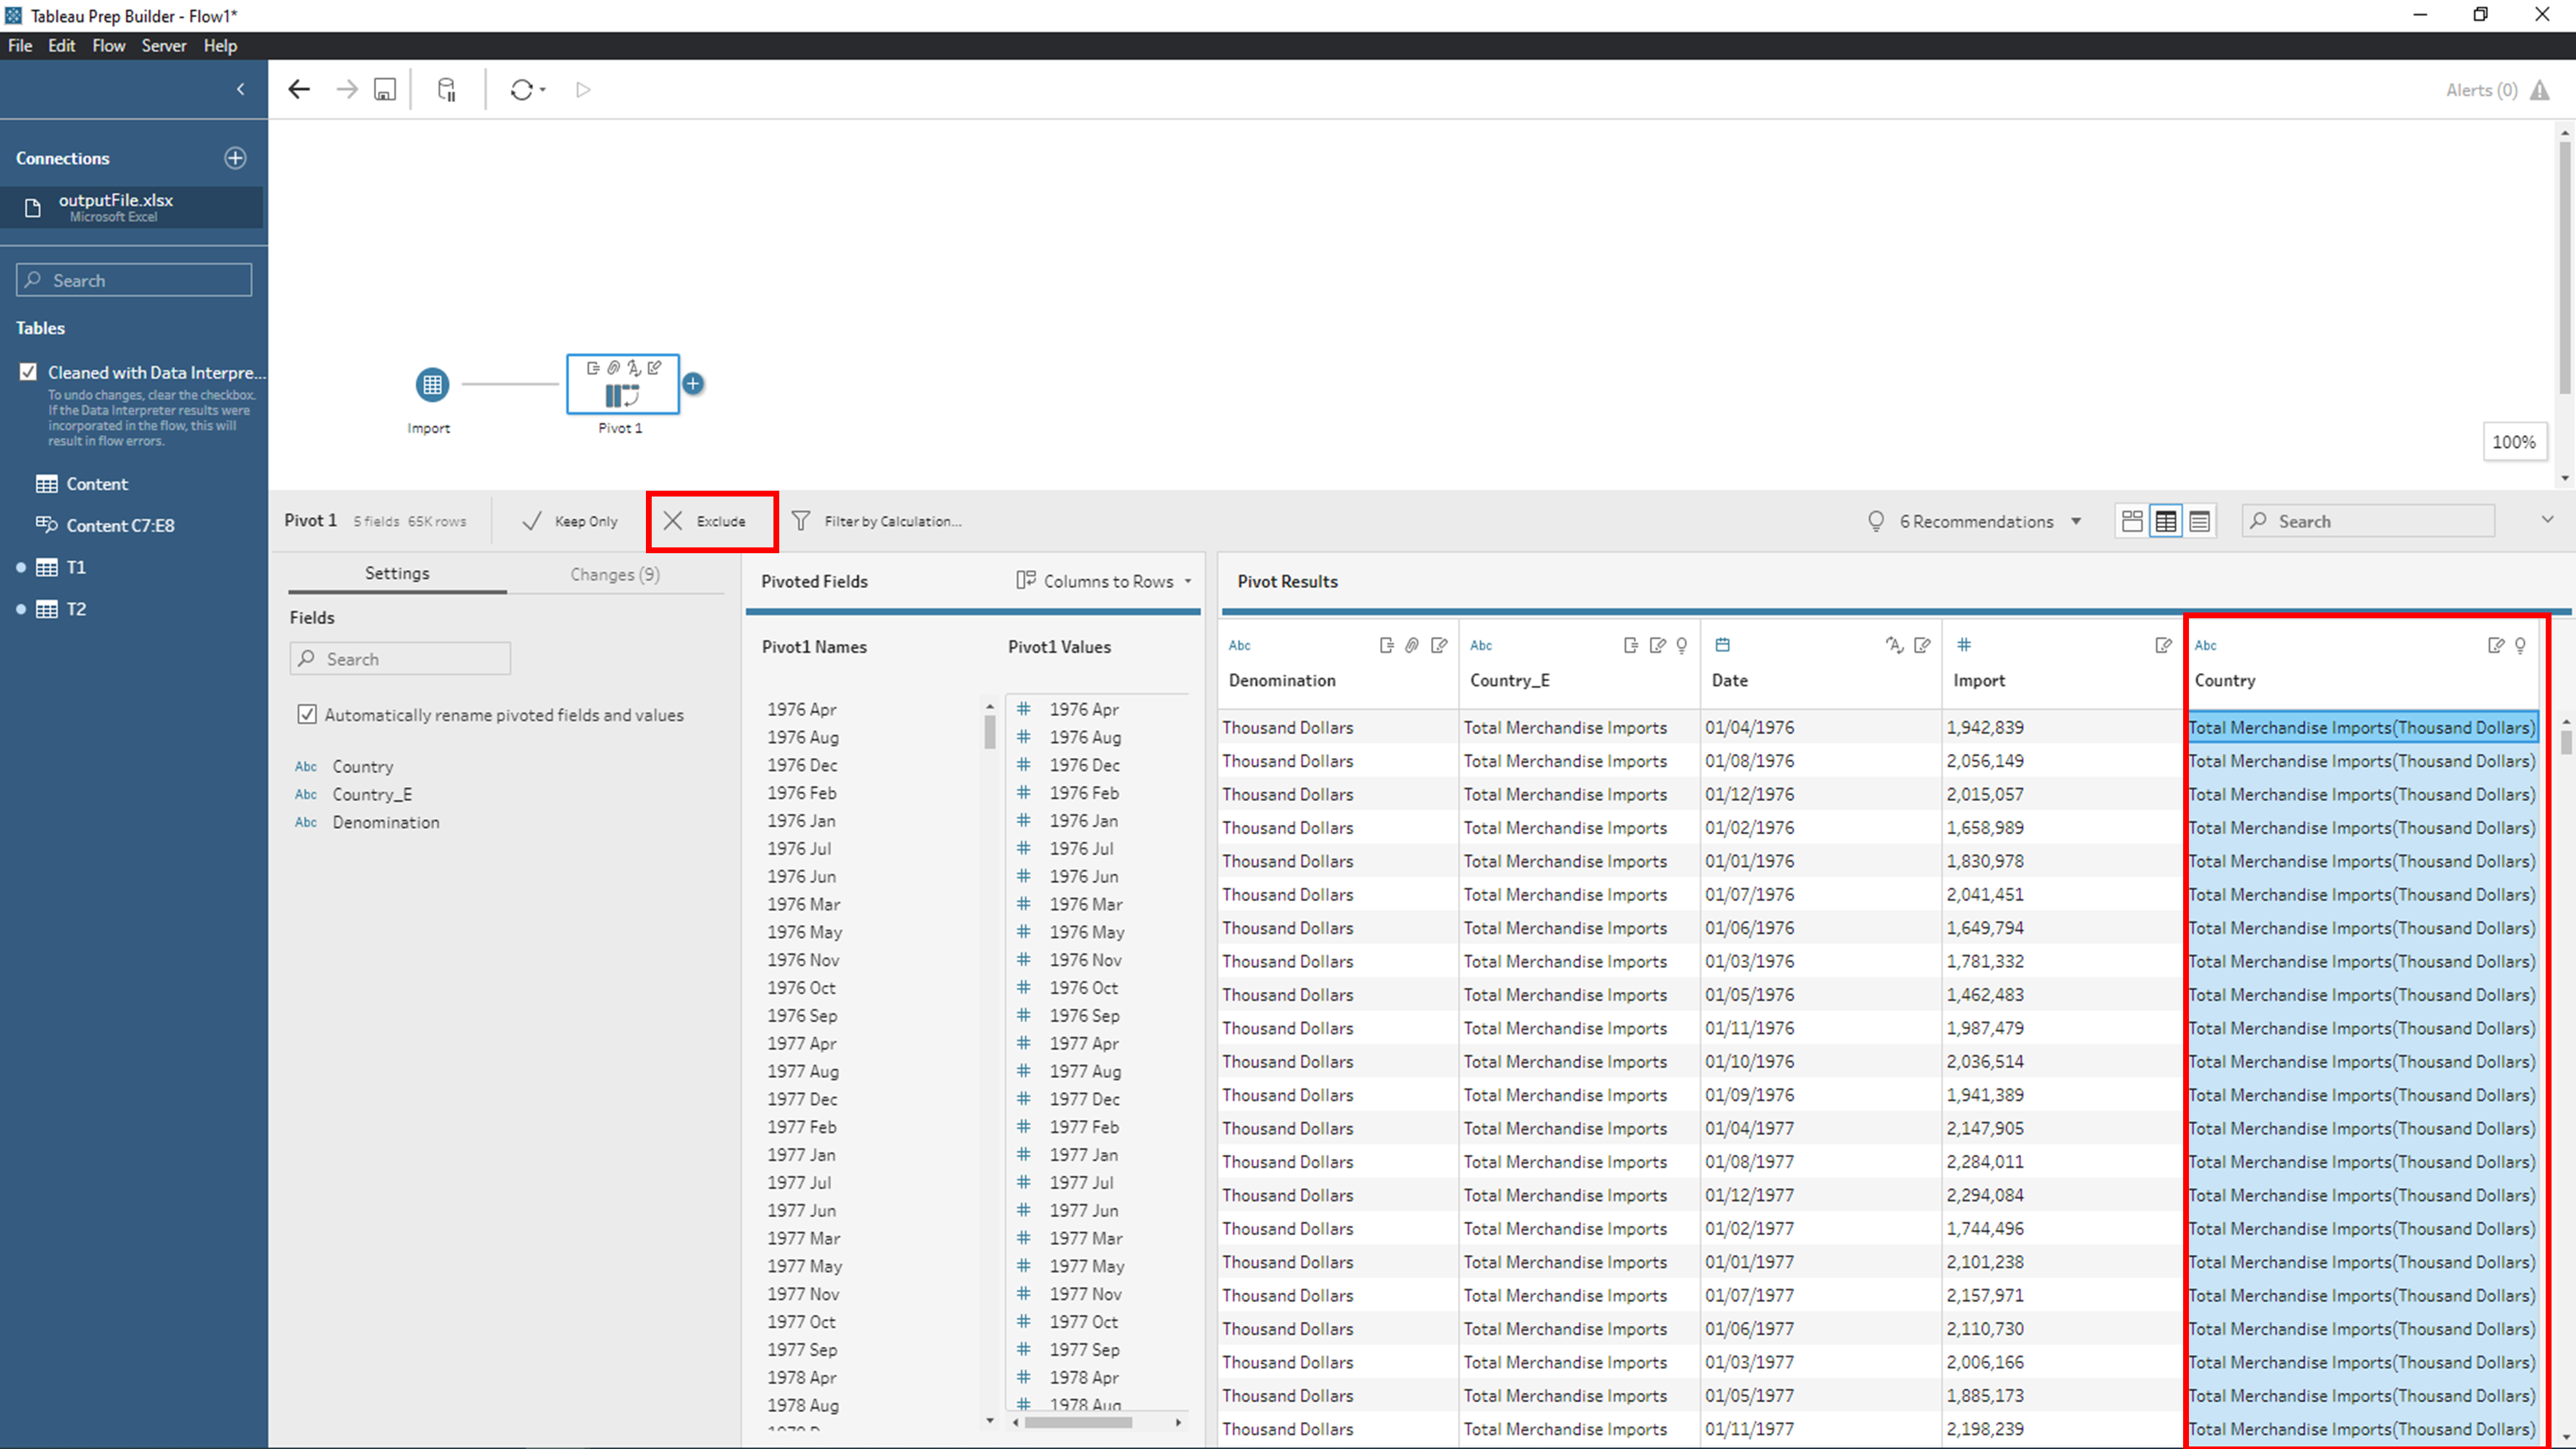 Tableau Prep Builder - Flow1*
File Edit Flow Server Help
Alerts (0)
Connections
outputFile.xlsx
Microsoft Excel
Search
Tables
Cleaned with Data Interpre...
To undo changes, clear the checkbox.
If the Data Interpreter results were
incorporated in the flow, this will
result in flow errors.
Content
Content C7:E8
T1
T2
Import
Pivot 1
100%
Pivot 1 5 fields 65K rows Keep Only Exclude Filter by Calculation... 6 Recommendations Search
Settings Changes (9)
Fields
Search
Automatically rename pivoted fields and values
Abc Country
Abc Country_E
Abc Denomination
Pivoted Fields Columns to Rows
Pivot1 Names Pivot1 Values
1976 Apr # 1976 Apr
1976 Aug # 1976 Aug
1976 Dec # 1976 Dec
1976 Feb # 1976 Feb
1976 Jan # 1976 Jan
1976 Jul # 1976 Jul
1976 Jun # 1976 Jun
1976 Mar # 1976 Mar
1976 May # 1976 May
1976 Nov # 1976 Nov
1976 Oct # 1976 Oct
1976 Sep # 1976 Sep
1977 Apr # 1977 Apr
1977 Aug # 1977 Aug
1977 Dec # 1977 Dec
1977 Feb # 1977 Feb
1977 Jan # 1977 Jan
1977 Jul # 1977 Jul
1977 Jun # 1977 Jun
1977 Mar # 1977 Mar
1977 May # 1977 May
1977 Nov # 1977 Nov
1977 Oct # 1977 Oct
1977 Sep # 1977 Sep
1978 Apr # 1978 Apr
1978 Aug # 1978 Aug
Pivot Results
Abc Abc # Abc
Denomination Country_E Date Import Country
Thousand Dollars Total Merchandise Imports 01/04/1976 1,942,839 Total Merchandise Imports(Thousand Dollars)
Thousand Dollars Total Merchandise Imports 01/08/1976 2,056,149 Total Merchandise Imports(Thousand Dollars)
Thousand Dollars Total Merchandise Imports 01/12/1976 2,015,057 Total Merchandise Imports(Thousand Dollars)
Thousand Dollars Total Merchandise Imports 01/02/1976 1,658,989 Total Merchandise Imports(Thousand Dollars)
Thousand Dollars Total Merchandise Imports 01/01/1976 1,830,978 Total Merchandise Imports(Thousand Dollars)
Thousand Dollars Total Merchandise Imports 01/07/1976 2,041,451 Total Merchandise Imports(Thousand Dollars)
Thousand Dollars Total Merchandise Imports 01/06/1976 1,649,794 Total Merchandise Imports(Thousand Dollars)
Thousand Dollars Total Merchandise Imports 01/03/1976 1,781,332 Total Merchandise Imports(Thousand Dollars)
Thousand Dollars Total Merchandise Imports 01/05/1976 1,462,483 Total Merchandise Imports(Thousand Dollars)
Thousand Dollars Total Merchandise Imports 01/11/1976 1,987,479 Total Merchandise Imports(Thousand Dollars)
Thousand Dollars Total Merchandise Imports 01/10/1976 2,036,514 Total Merchandise Imports(Thousand Dollars)
Thousand Dollars Total Merchandise Imports 01/09/1976 1,941,389 Total Merchandise Imports(Thousand Dollars)
Thousand Dollars Total Merchandise Imports 01/04/1977 2,147,905 Total Merchandise Imports(Thousand Dollars)
Thousand Dollars Total Merchandise Imports 01/08/1977 2,284,011 Total Merchandise Imports(Thousand Dollars)
Thousand Dollars Total Merchandise Imports 01/12/1977 2,294,084 Total Merchandise Imports(Thousand Dollars)
Thousand Dollars Total Merchandise Imports 01/02/1977 1,744,496 Total Merchandise Imports(Thousand Dollars)
Thousand Dollars Total Merchandise Imports 01/01/1977 2,101,238 Total Merchandise Imports(Thousand Dollars)
Thousand Dollars Total Merchandise Imports 01/07/1977 2,157,971 Total Merchandise Imports(Thousand Dollars)
Thousand Dollars Total Merchandise Imports 01/06/1977 2,110,730 Total Merchandise Imports(Thousand Dollars)
Thousand Dollars Total Merchandise Imports 01/03/1977 2,006,166 Total Merchandise Imports(Thousand Dollars)
Thousand Dollars Total Merchandise Imports 01/05/1977 1,885,173 Total Merchandise Imports(Thousand Dollars)
Thousand Dollars Total Merchandise Imports 01/11/1977 2,198,239 Total Merchandise Imports(Thousand Dollars)